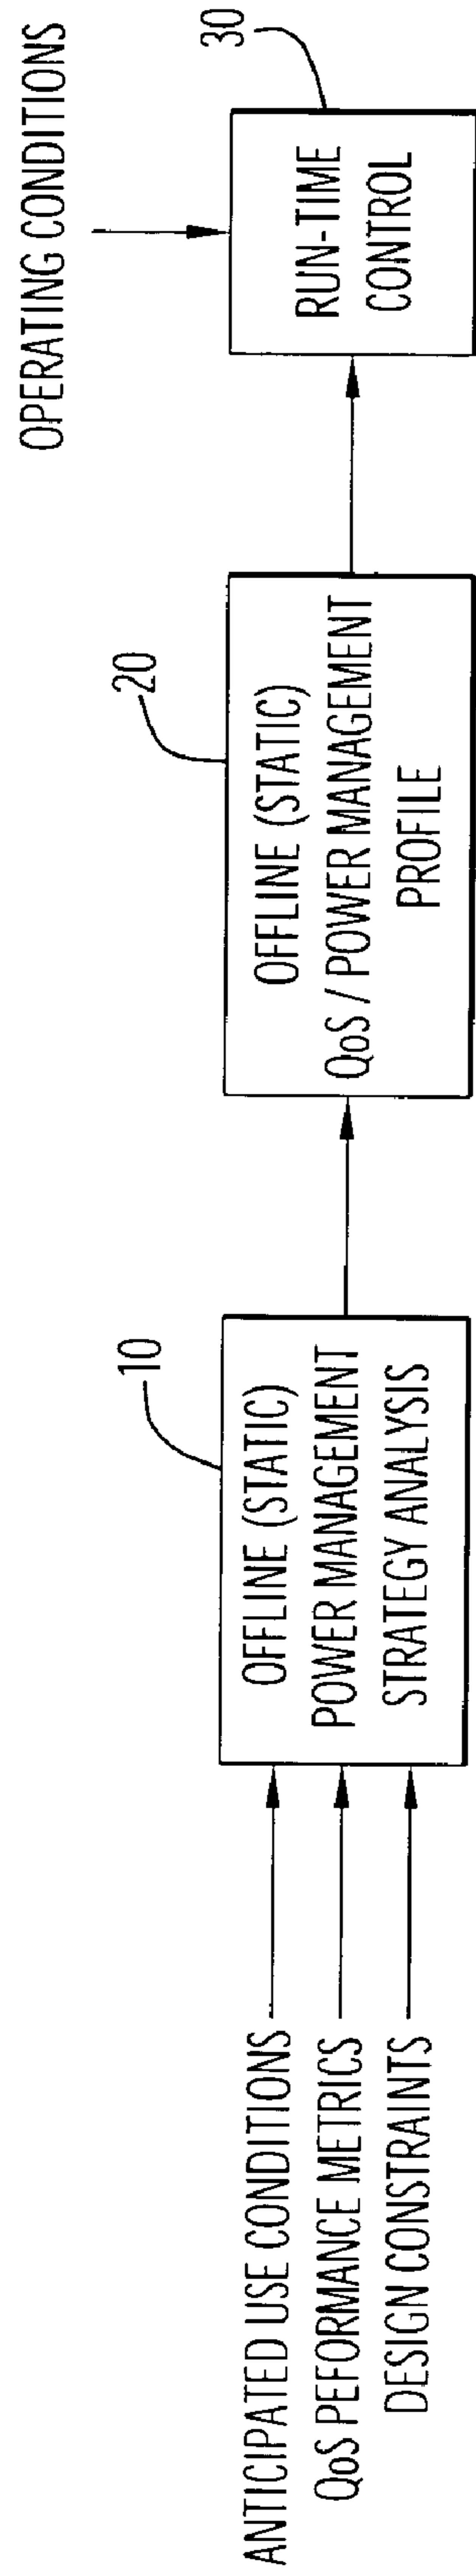 ANTICIPATED USE CONDITIONS
QoS PEFORMANCE METRICS
DESIGN CONSTRAINTS
10
OFFLINE (STATIC)
POWER MANAGEMENT
STRATEGY ANALYSIS
20
OFFLINE (STATIC)
QoS / POWER MANAGEMENT
PROFILE
OPERATING CONDITIONS
30
RUN-TIME
CONTROL